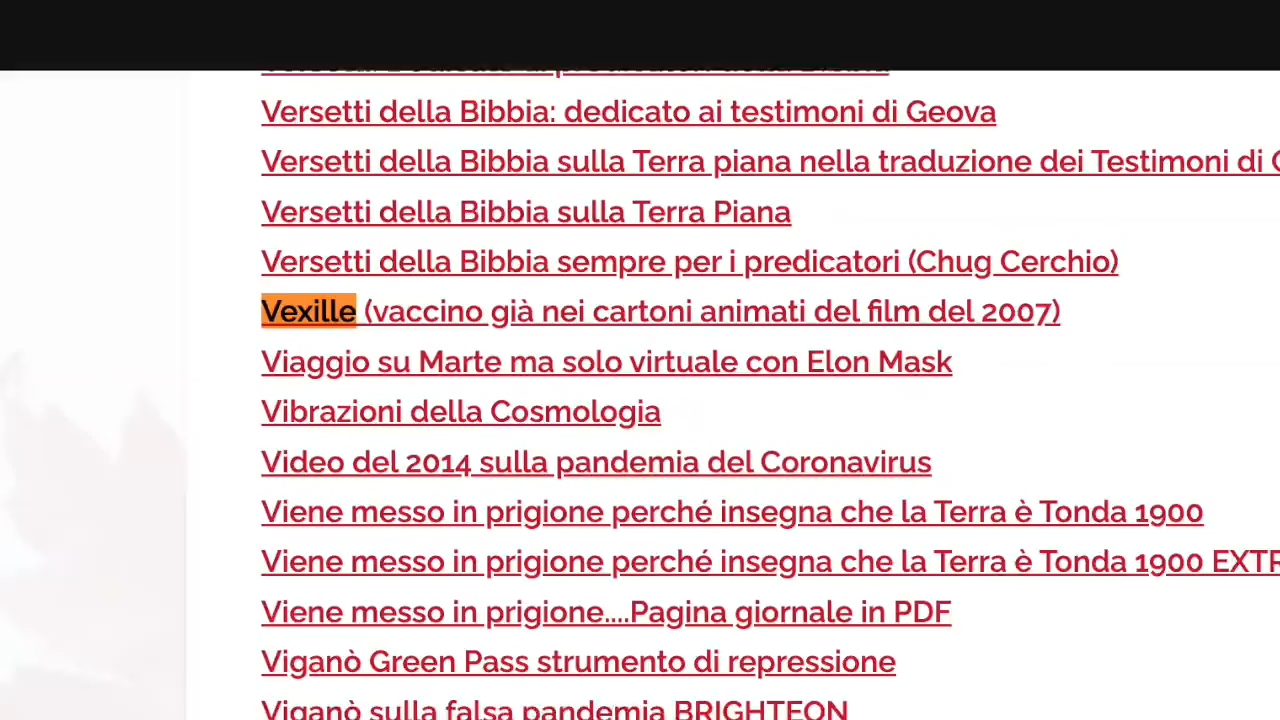 Versetti della Bibbia: dedicato ai testimoni di Geova
Versetti della Bibbia sulla Terra piana nella traduzione dei Testimoni di
Versetti della Bibbia sulla Terra Piana
Versetti della Bibbia sempre per i predicatori (Chug Cerchio)
Vexille (vaccino già nei cartoni animati del film del 2007)
Viaggio su Marte ma solo virtuale con Elon Mask
Vibrazioni della Cosmologia
Video del 2014 sulla pandemia del Coronavirus
Viene messo in prigione perché insegna che la Terra è Tonda 1900
Viene messo in prigione perché insegna che la Terra è Tonda 1900 EXTR
Viene messo in prigione....Pagina giornale in PDF
Viganò Green Pass strumento di repressione
Viganò sulla falsa pandemia BRIGHTEON